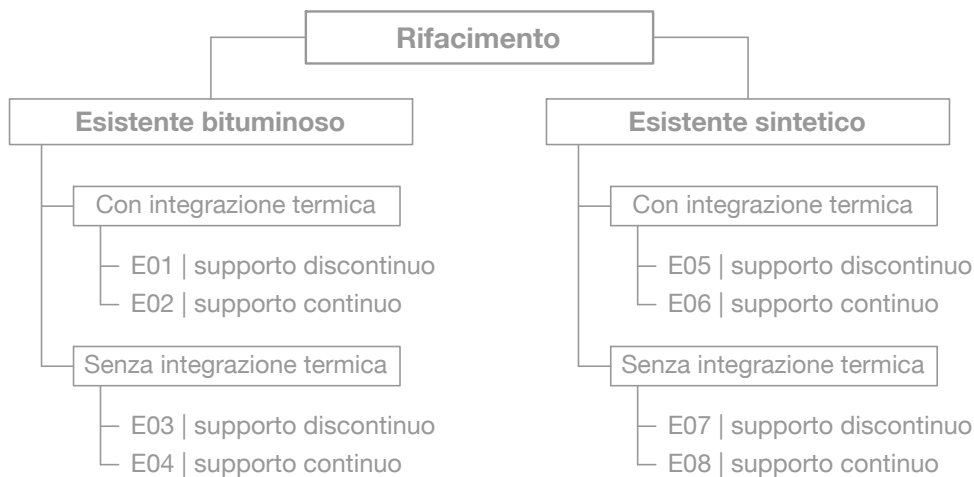 Rifacimento
Esistente bituminoso
Con integrazione termica
E01 | supporto discontinuo
E02 | supporto continuo
Senza integrazione termica
E03 | supporto discontinuo
E04 | supporto continuo
Esistente sintetico
Con integrazione termica
E05 | supporto discontinuo
E06 | supporto continuo
Senza integrazione termica
E07 | supporto discontinuo
E08 | supporto continuo